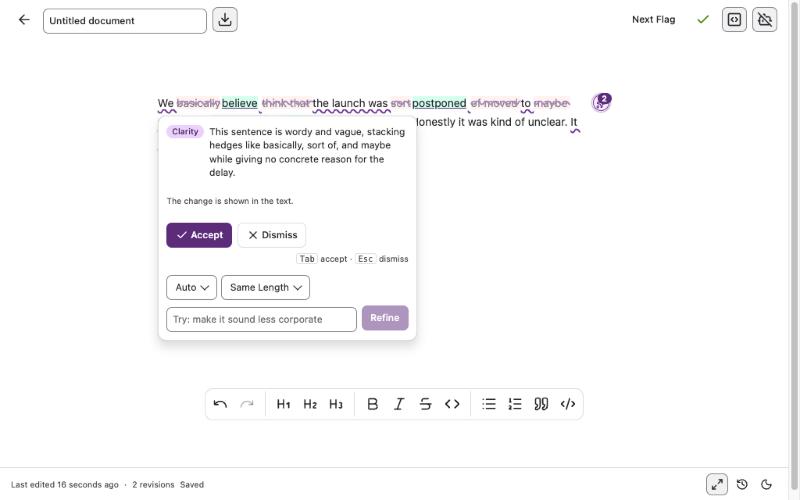 Untitled document
Next Flag
We basically believe think that the launch was sort postponed of moved to maybe
2
Honestly it was kind of unclear. It
Clarity This sentence is wordy and vague, stacking
hedges like basically, sort of, and maybe
while giving no concrete reason for the
delay.
The change is shown in the text.
Accept Dismiss
Tab accept · Esc dismiss
Auto Same Length
Try: make it sound less corporate Refine
H1 H2 H3 B I S
Last edited 16 seconds ago · 2 revisions Saved